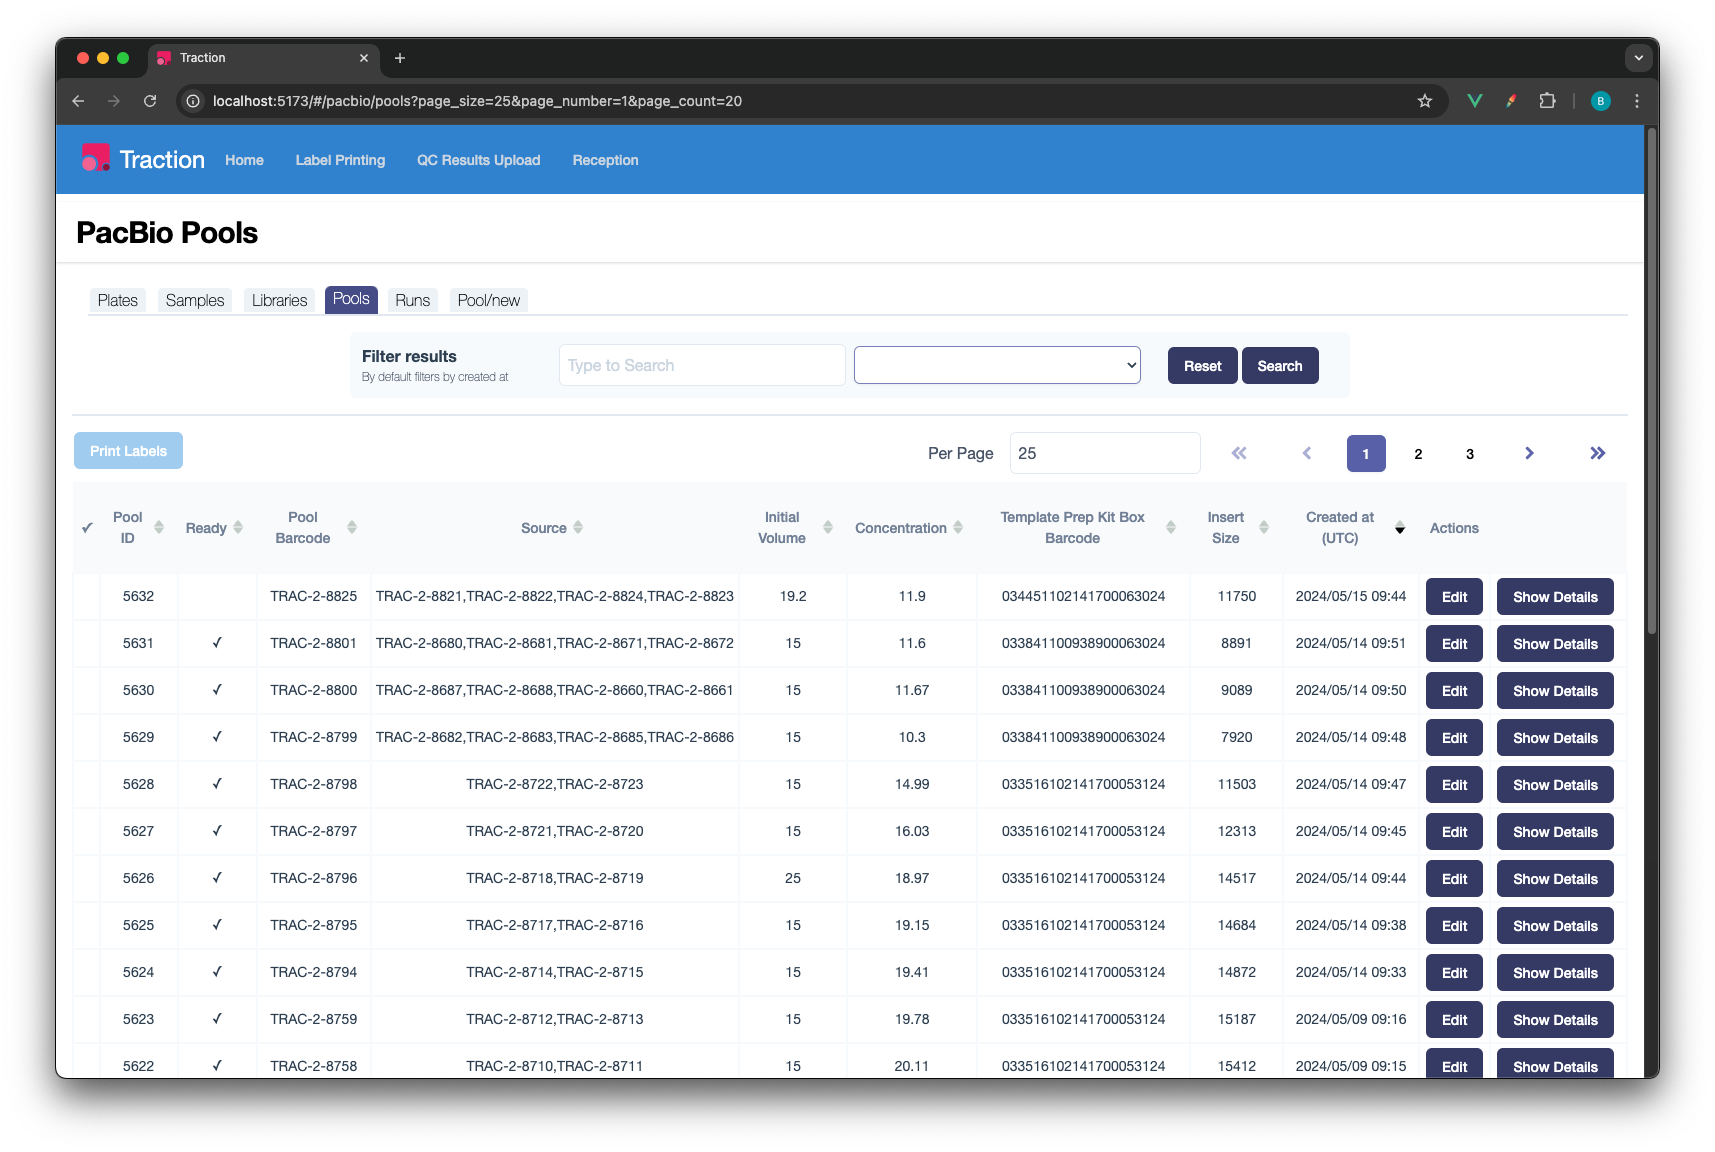 Traction
localhost:5173/#/pacbio/pools?page_size=25&page_number=1&page_count=20
B
Traction Home Label Printing QC Results Upload Reception
PacBio Pools
Plates Samples Libraries Pools Runs Pool/new
Filter results
By default filters by created at
Type to Search
Reset Search
Print Labels
Per Page 25 « ‹ 1 2 3 › »
✓ Pool ID Ready Pool Barcode Source Initial Volume Concentration Template Prep Kit Box Barcode Insert Size Created at (UTC) Actions
5632 TRAC-2-8825 TRAC-2-8821,TRAC-2-8822,TRAC-2-8824,TRAC-2-8823 19.2 11.9 034451102141700063024 11750 2024/05/15 09:44 Edit Show Details
5631 ✓ TRAC-2-8801 TRAC-2-8680,TRAC-2-8681,TRAC-2-8671,TRAC-2-8672 15 11.6 033841100938900063024 8891 2024/05/14 09:51 Edit Show Details
5630 ✓ TRAC-2-8800 TRAC-2-8687,TRAC-2-8688,TRAC-2-8660,TRAC-2-8661 15 11.67 033841100938900063024 9089 2024/05/14 09:50 Edit Show Details
5629 ✓ TRAC-2-8799 TRAC-2-8682,TRAC-2-8683,TRAC-2-8685,TRAC-2-8686 15 10.3 033841100938900063024 7920 2024/05/14 09:48 Edit Show Details
5628 ✓ TRAC-2-8798 TRAC-2-8722,TRAC-2-8723 15 14.99 033516102141700053124 11503 2024/05/14 09:47 Edit Show Details
5627 ✓ TRAC-2-8797 TRAC-2-8721,TRAC-2-8720 15 16.03 033516102141700053124 12313 2024/05/14 09:45 Edit Show Details
5626 ✓ TRAC-2-8796 TRAC-2-8718,TRAC-2-8719 25 18.97 033516102141700053124 14517 2024/05/14 09:44 Edit Show Details
5625 ✓ TRAC-2-8795 TRAC-2-8717,TRAC-2-8716 15 19.15 033516102141700053124 14684 2024/05/14 09:38 Edit Show Details
5624 ✓ TRAC-2-8794 TRAC-2-8714,TRAC-2-8715 15 19.41 033516102141700053124 14872 2024/05/14 09:33 Edit Show Details
5623 ✓ TRAC-2-8759 TRAC-2-8712,TRAC-2-8713 15 19.78 033516102141700053124 15187 2024/05/09 09:16 Edit Show Details
5622 ✓ TRAC-2-8758 TRAC-2-8710,TRAC-2-8711 15 20.11 033516102141700053124 15412 2024/05/09 09:15 Edit Show Details